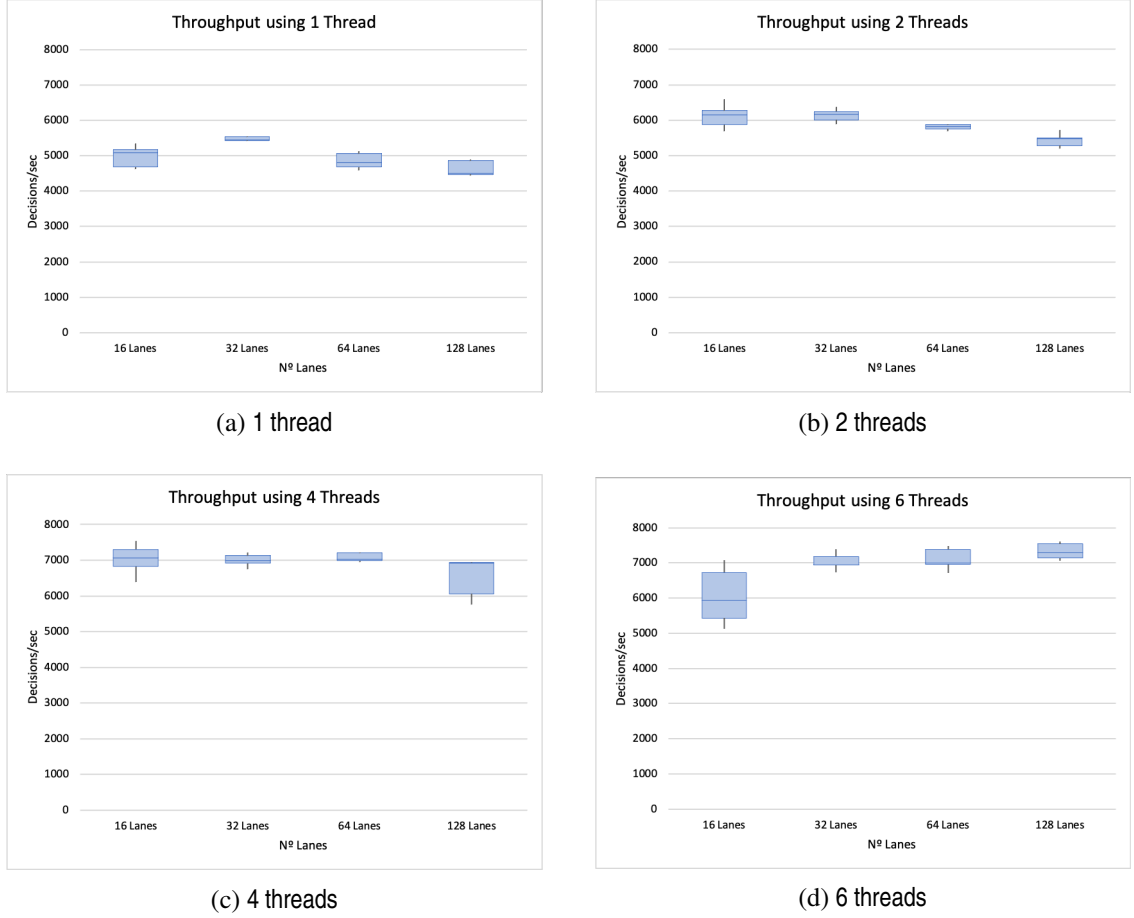 Throughput using 1 Thread
8000
7000
6000
5000
4000
3000
2000
1000
0
Decisions/sec
16 Lanes
32 Lanes
64 Lanes
128 Lanes
Nº Lanes
(a) 1 thread
Throughput using 2 Threads
8000
7000
6000
5000
4000
3000
2000
1000
0
Decisions/sec
16 Lanes
32 Lanes
64 Lanes
128 Lanes
Nº Lanes
(b) 2 threads
Throughput using 4 Threads
8000
7000
6000
5000
4000
3000
2000
1000
0
Decisions/sec
16 Lanes
32 Lanes
64 Lanes
128 Lanes
Nº Lanes
(c) 4 threads
Throughput using 6 Threads
8000
7000
6000
5000
4000
3000
2000
1000
0
Decisions/sec
16 Lanes
32 Lanes
64 Lanes
128 Lanes
Nº Lanes
(d) 6 threads